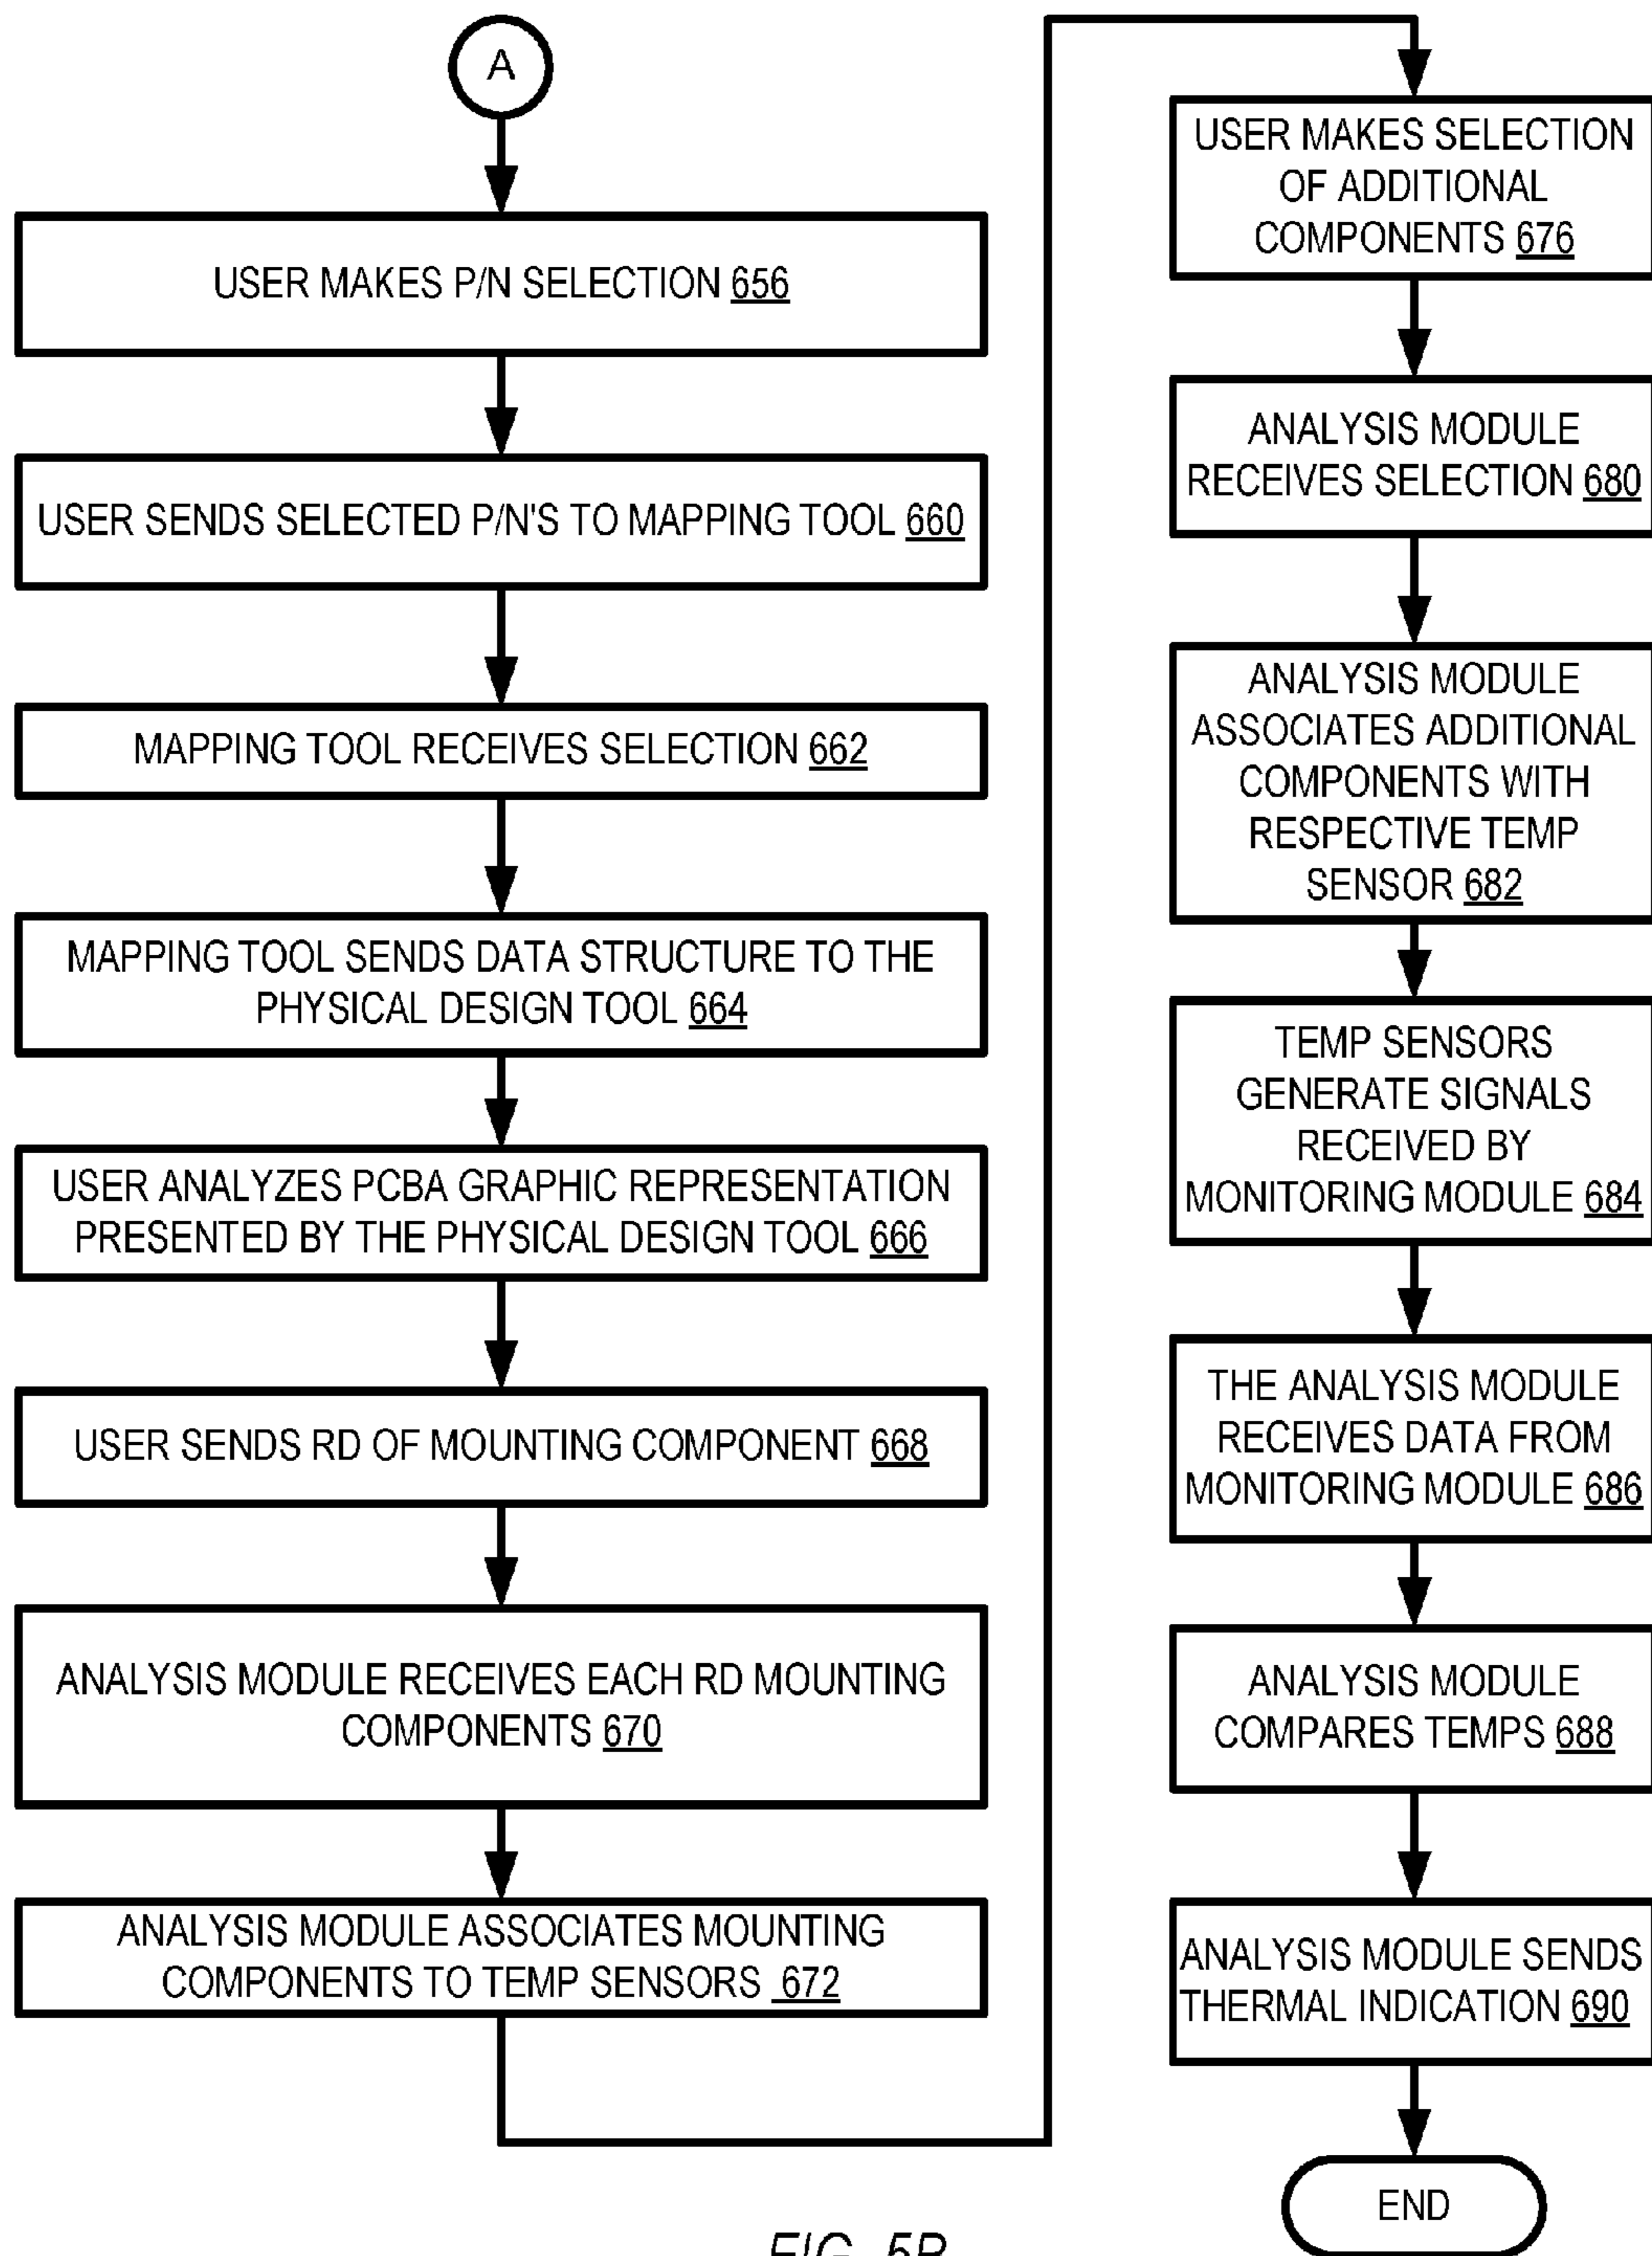 A
USER MAKES P/N SELECTION 656
USER SENDS SELECTED P/N'S TO MAPPING TOOL 660
MAPPING TOOL RECEIVES SELECTION 662
MAPPING TOOL SENDS DATA STRUCTURE TO THE
PHYSICAL DESIGN TOOL 664
USER ANALYZES PCBA GRAPHIC REPRESENTATION
PRESENTED BY THE PHYSICAL DESIGN TOOL 666
USER SENDS RD OF MOUNTING COMPONENT 668
ANALYSIS MODULE RECEIVES EACH RD MOUNTING
COMPONENTS 670
ANALYSIS MODULE ASSOCIATES MOUNTING
COMPONENTS TO TEMP SENSORS 672
USER MAKES SELECTION
OF ADDITIONAL
COMPONENTS 676
ANALYSIS MODULE
RECEIVES SELECTION 680
ANALYSIS MODULE
ASSOCIATES ADDITIONAL
COMPONENTS WITH
RESPECTIVE TEMP
SENSOR 682
TEMP SENSORS
GENERATE SIGNALS
RECEIVED BY
MONITORING MODULE 684
THE ANALYSIS MODULE
RECEIVES DATA FROM
MONITORING MODULE 686
ANALYSIS MODULE
COMPARES TEMPS 688
ANALYSIS MODULE SENDS
THERMAL INDICATION 690
END
FIG. 5B